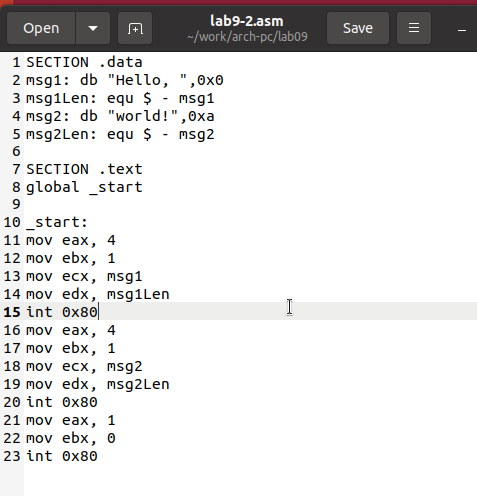 Open
lab9-2.asm
~/work/arch-pc/lab09
Save
1 SECTION .data
2 msg1: db "Hello, ",0x0
3 msg1Len: equ $ - msg1
4 msg2: db "world!",0xa
5 msg2Len: equ $ - msg2
6
7 SECTION .text
8 global _start
9
10 _start:
11 mov eax, 4
12 mov ebx, 1
13 mov ecx, msg1
14 mov edx, msg1Len
15 int 0x80
16 mov eax, 4
17 mov ebx, 1
18 mov ecx, msg2
19 mov edx, msg2Len
20 int 0x80
21 mov eax, 1
22 mov ebx, 0
23 int 0x80